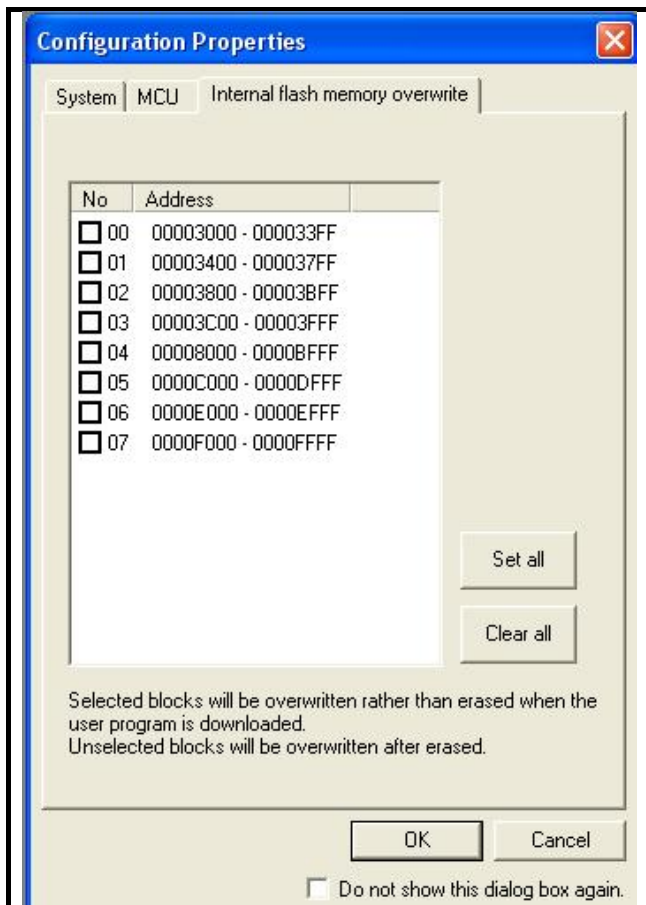 Configuration Properties
System MCU Internal flash memory overwrite
No Address
00 00003000 - 000033FF
01 00003400 - 000037FF
02 00003800 - 00003BFF
03 00003C00 - 00003FFF
04 00008000 - 0000BFFF
05 0000C000 - 0000DFFF
06 0000E000 - 0000EFFF
07 0000F000 - 0000FFFF
Set all
Clear all
Selected blocks will be overwritten rather than erased when the
user program is downloaded.
Unselected blocks will be overwritten after erased.
OK Cancel
Do not show this dialog box again.